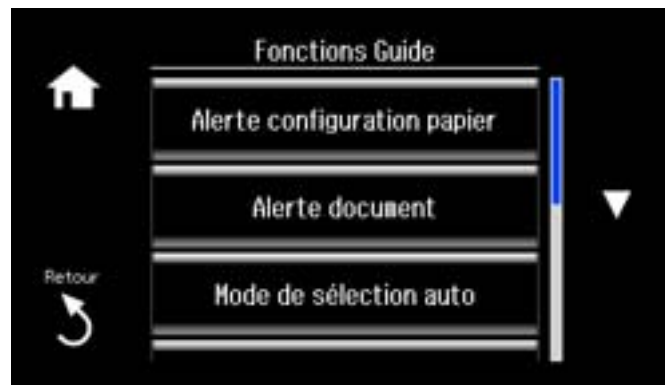 Fonctions Guide
Alerte configuration papier
Alerte document
Mode de sélection auto
Retour